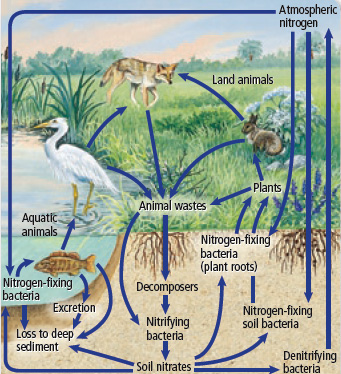 Atmospheric
nitrogen
Land animals
Plants
Animal wastes
Aquatic
animals
Nitrogen-fixing
bacteria
(plant roots)
Nitrogen-fixing
bacteria
Decomposers
Excretion
Nitrogen-fixing
soil bacteria
Nitrifying
bacteria
Loss to deep
sediment
Soil nitrates
Denitrifying
bacteria